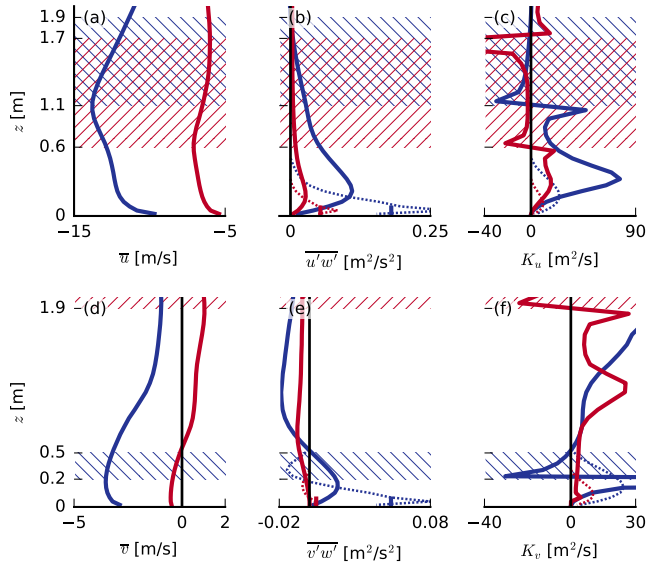 (a) (b) (c)
1.9
1.7
1.1
0.6
0
z [m]
−15 −5 0 0.25 −40 0 90
u̅ [m/s] u′w′ [m²/s²] K_u [m²/s]
(d) (e) (f)
1.9
0.5
0.2
0
z [m]
−5 0 2 -0.02 0.08 −40 0 30
v̅ [m/s] v′w′ [m²/s²] K_v [m²/s]